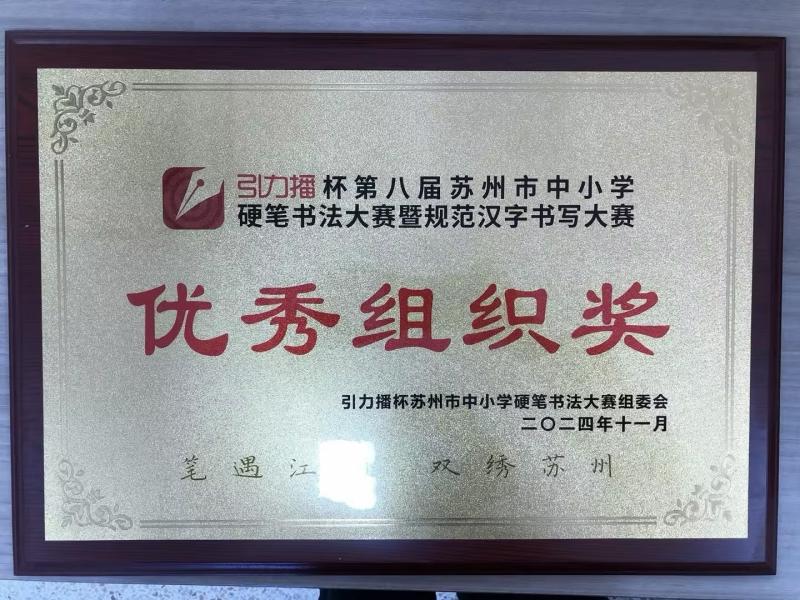 引力播杯第八届苏州市中小学
硬笔书法大赛暨规范汉字书写大赛
优秀组织奖
引力播杯苏州市中小学硬笔书法大赛组委会
二〇二四年十一月
笔遇江 双绣苏州